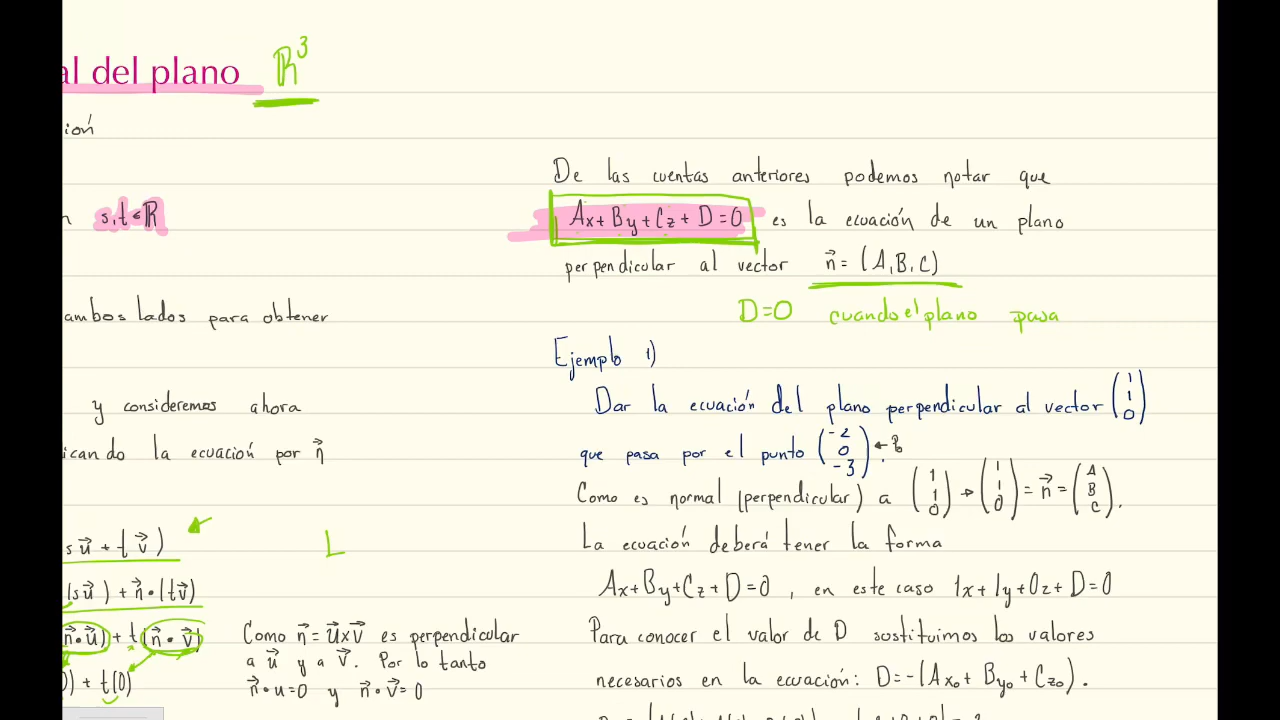 al del plano ℝ³
ión
n s,t∈ℝ
ambos lados para obtener
y consideremos ahora
icando la ecuación por n⃗
su⃗ + t v⃗ )
(su⃗ ) + n⃗ • (tv⃗)
n⃗•u⃗) + t (n⃗ • v⃗)
0) + t(0)
L
Como n⃗ = u⃗xv⃗ es perpendicular
a u⃗ y a v⃗. Por lo tanto
n⃗•u=0 y n⃗•v⃗=0
De las cuentas anteriores podemos notar que
Ax+By+Cz+D=0 es la ecuación de un plano
perpendicular al vector n⃗ = (A,B,C)
D=0 cuando el plano pasa
Ejemplo 1)
Dar la ecuación del plano perpendicular al vector (1 1 0)
que pasa por el punto (-2 0 -3) ←
Como es normal (perpendicular) a (1 1 0) → (1 1 0) = n⃗ = (A B C).
La ecuación deberá tener la forma
Ax+By+Cz+D=0 , en este caso 1x+1y+0z+D=0
Para conocer el valor de D sustituimos los valores
necesarios en la ecuación: D=-(Ax₀+By₀+Cz₀).